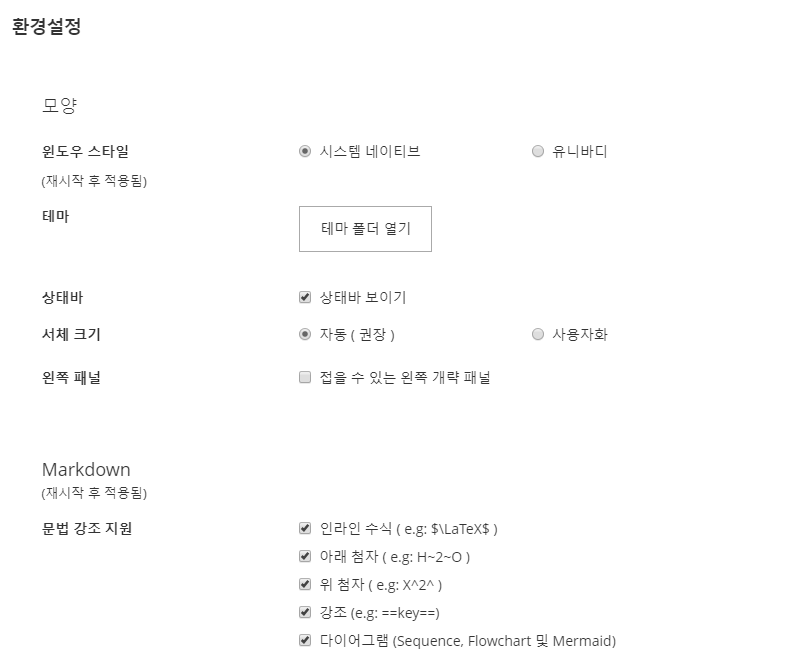 환경설정
모양
윈도우 스타일 시스템 네이티브 유니바디
(재시작 후 적용됨)
테마 테마 폴더 열기
상태바 상태바 보이기
서체 크기 자동 ( 권장 ) 사용자화
왼쪽 패널 접을 수 있는 왼쪽 개략 패널
Markdown
(재시작 후 적용됨)
문법 강조 지원 인라인 수식 ( e.g: $\LaTeX$ )
아래 첨자 ( e.g: H~2~O )
위 첨자 ( e.g: X^2^ )
강조 (e.g: ==key==)
다이어그램 (Sequence, Flowchart 및 Mermaid)